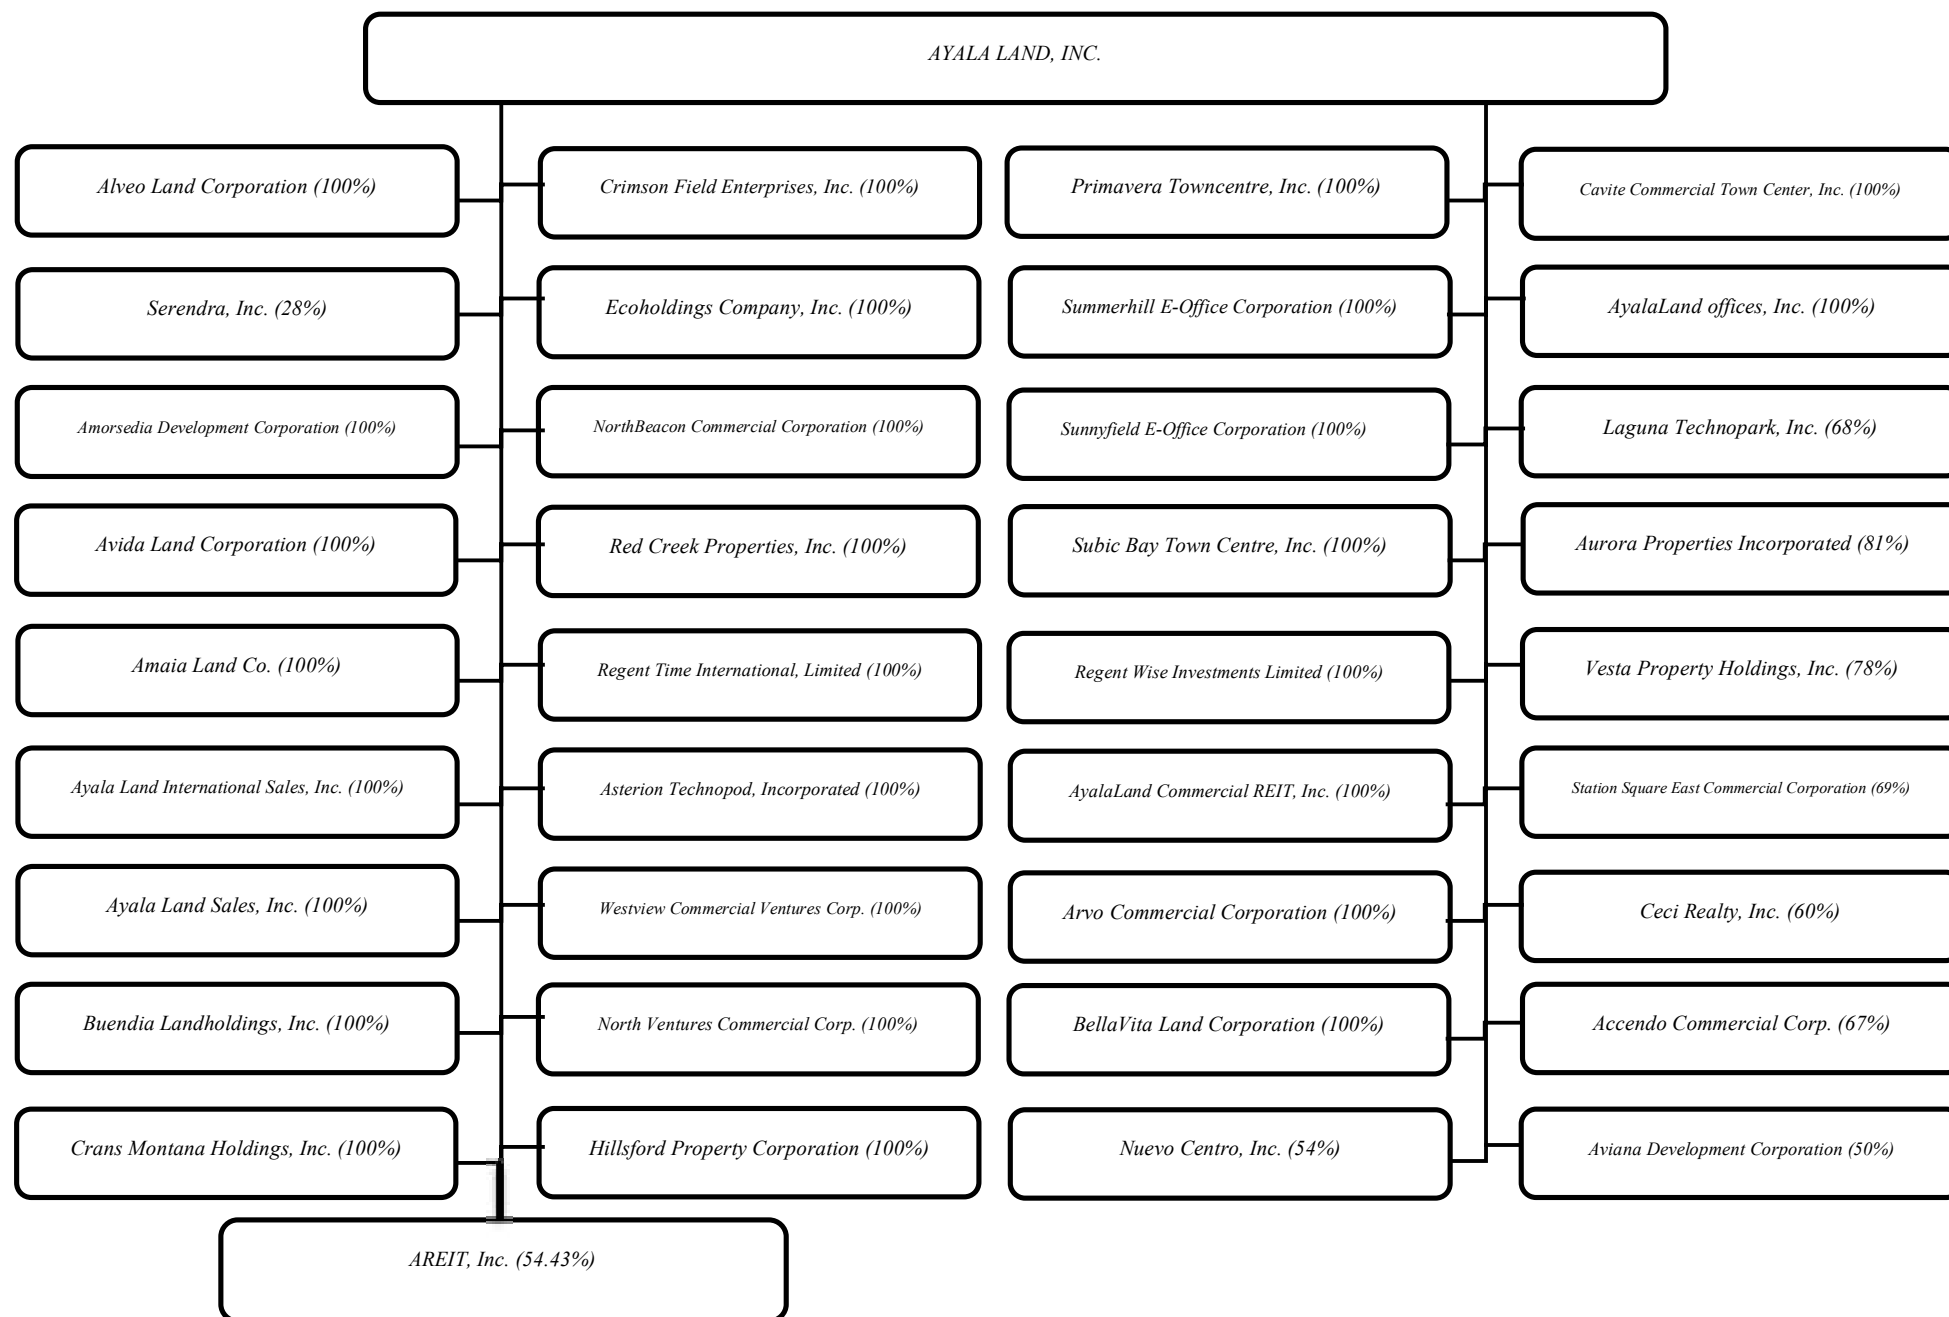 AYALA LAND, INC.
Alveo Land Corporation (100%)
Crimson Field Enterprises, Inc. (100%)
Primavera Towncentre, Inc. (100%)
Cavite Commercial Town Center, Inc. (100%)
Serendra, Inc. (28%)
Ecoholdings Company, Inc. (100%)
Summerhill E-Office Corporation (100%)
AyalaLand offices, Inc. (100%)
Amorsedia Development Corporation (100%)
NorthBeacon Commercial Corporation (100%)
Sunnyfield E-Office Corporation (100%)
Laguna Technopark, Inc. (68%)
Avida Land Corporation (100%)
Red Creek Properties, Inc. (100%)
Subic Bay Town Centre, Inc. (100%)
Aurora Properties Incorporated (81%)
Amaia Land Co. (100%)
Regent Time International, Limited (100%)
Regent Wise Investments Limited (100%)
Vesta Property Holdings, Inc. (78%)
Ayala Land International Sales, Inc. (100%)
Asterion Technopod, Incorporated (100%)
AyalaLand Commercial REIT, Inc. (100%)
Station Square East Commercial Corporation (69%)
Ayala Land Sales, Inc. (100%)
Westview Commercial Ventures Corp. (100%)
Arvo Commercial Corporation (100%)
Ceci Realty, Inc. (60%)
Buendia Landholdings, Inc. (100%)
North Ventures Commercial Corp. (100%)
BellaVita Land Corporation (100%)
Accendo Commercial Corp. (67%)
Crans Montana Holdings, Inc. (100%)
Hillsford Property Corporation (100%)
Nuevo Centro, Inc. (54%)
Aviana Development Corporation (50%)
AREIT, Inc. (54.43%)